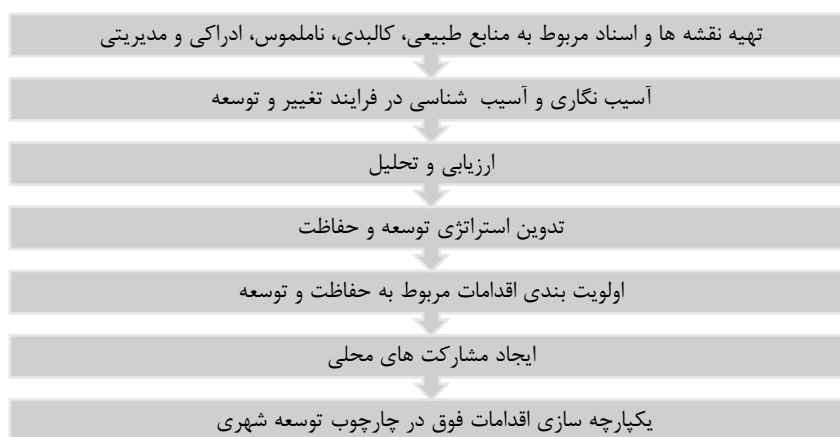 تهیه نقشه ها و اسناد مربوط به منابع طبیعی، کالبدی، ناملموس، ادراکی و مدیریتی
آسیب نگاری و آسیب شناسی در فرایند تغییر و توسعه
ارزیابی و تحلیل
تدوین استراتژی توسعه و حفاظت
اولویت بندی اقدامات مربوط به حفاظت و توسعه
ایجاد مشارکت های محلی
یکپارچه سازی اقدامات فوق در چارچوب توسعه شهری